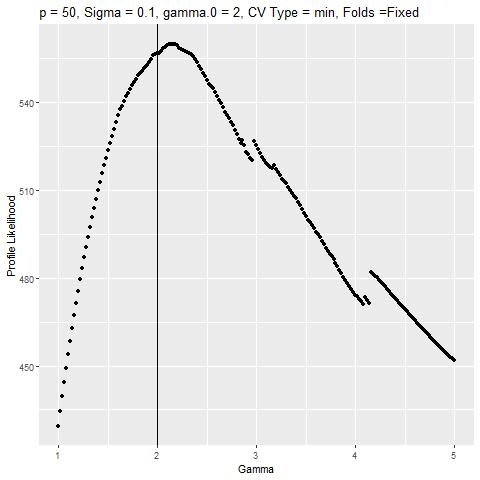 p = 50, Sigma = 0.1, gamma.0 = 2, CV Type = min, Folds =Fixed
Profile Likelihood
540
510
480
450
1 2 3 4 5
Gamma